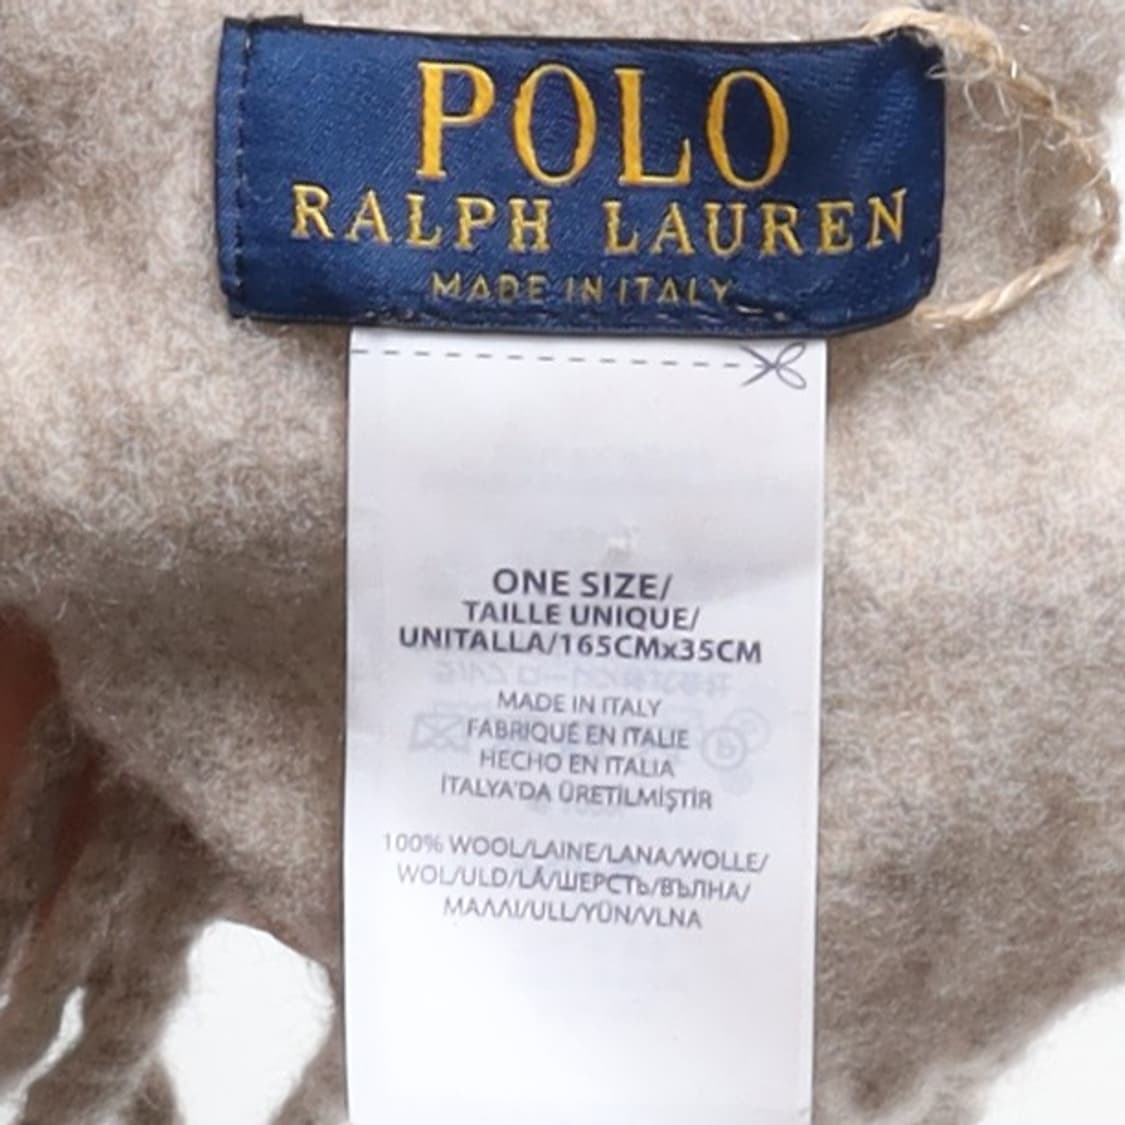 POLO
RALPH LAUREN
MADE IN ITALY
ONE SIZE/
TAILLE UNIQUE/
UNITALLA/165CMx35CM
MADE IN ITALY
FABRIQUÉ EN ITALIE
HECHO EN ITALIA
İTALYA'DA ÜRETİLMİŞTİR
100% WOOL/LAINE/LANA/WOLLE/
WOL/ULD/LÃ/ШЕРСТЬ/ВЪЛНА/
ΜΑΛΛΙ/ULL/YÜN/VLNA